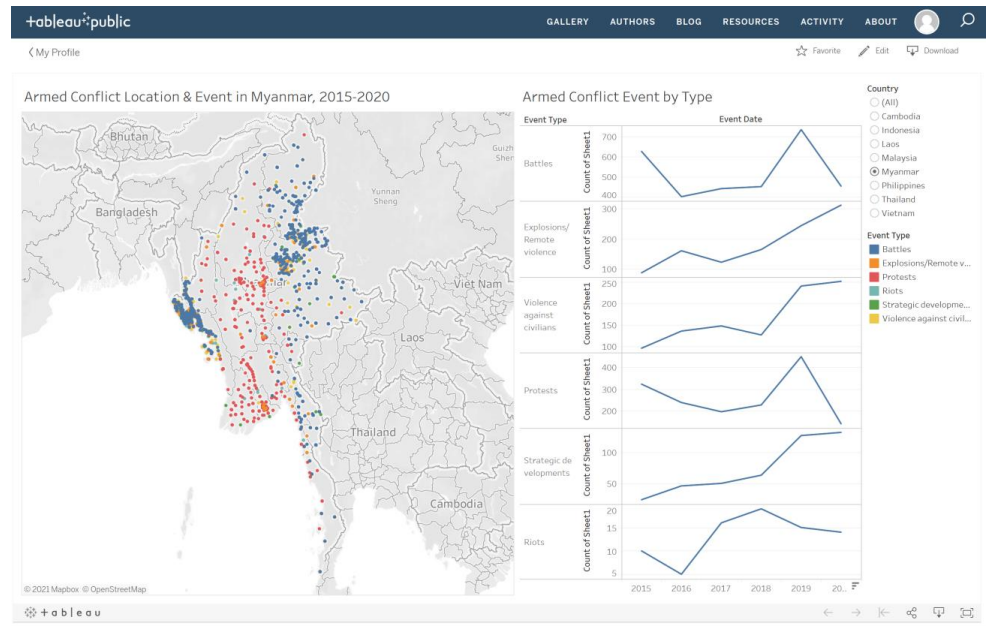 +ableau public
GALLERY AUTHORS BLOG RESOURCES ACTIVITY ABOUT
My Profile
Favorite Edit Download
Armed Conflict Location & Event in Myanmar, 2015-2020
Bhutan
Guizh
Sher
Yunnan
Sheng
Bangladesh
Viet Nam
Laos
Thailand
Cambodia
© 2021 Mapbox © OpenStreetMap
Armed Conflict Event by Type
Event Type
Event Date
Battles
Count of Sheet1
700
600
500
400
Explosions/
Remote
violence
Count of Sheet1
300
200
100
Violence
against
civilians
Count of Sheet1
250
200
150
100
Protests
Count of Sheet1
400
300
200
Strategic de
velopments
Count of Sheet1
100
50
Riots
Count of Sheet1
20
15
10
5
2015 2016 2017 2018 2019 20..
Country
(All)
Cambodia
Indonesia
Laos
Malaysia
Myanmar
Philippines
Thailand
Vietnam
Event Type
Battles
Explosions/Remote v...
Protests
Riots
Strategic developme...
Violence against civil...
+ableau